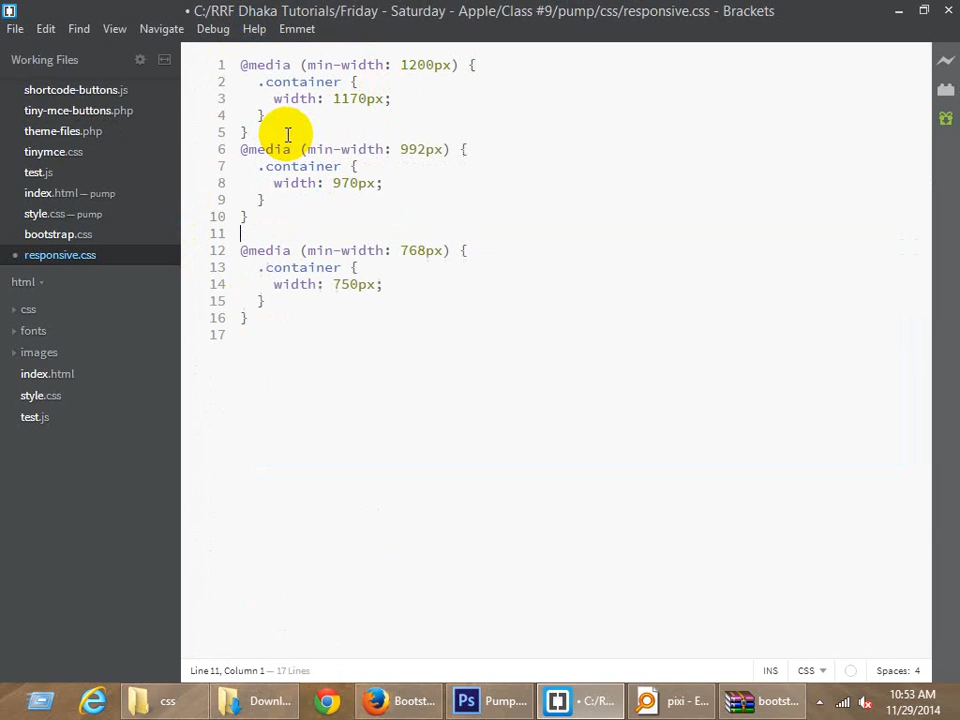 • C:/RRF Dhaka Tutorials/Friday - Saturday - Apple/Class #9/pump/css/responsive.css - Brackets
File Edit Find View Navigate Debug Help Emmet
Working Files
shortcode-buttons.js
tiny-mce-buttons.php
theme-files.php
tinymce.css
test.js
index.html — pump
style.css — pump
bootstrap.css
• responsive.css
html
css
fonts
images
index.html
style.css
test.js
1 @media (min-width: 1200px) {
2 .container {
3 width: 1170px;
4 }
5 }
6 @media (min-width: 992px) {
7 .container {
8 width: 970px;
9 }
10 }
11
12 @media (min-width: 768px) {
13 .container {
14 width: 750px;
15 }
16 }
17
Line 11, Column 1 — 17 Lines
INS CSS Spaces: 4
css Downl... Bootst... Ps Pump.... • C:/R... pixi - E... bootst...
10:53 AM
11/29/2014